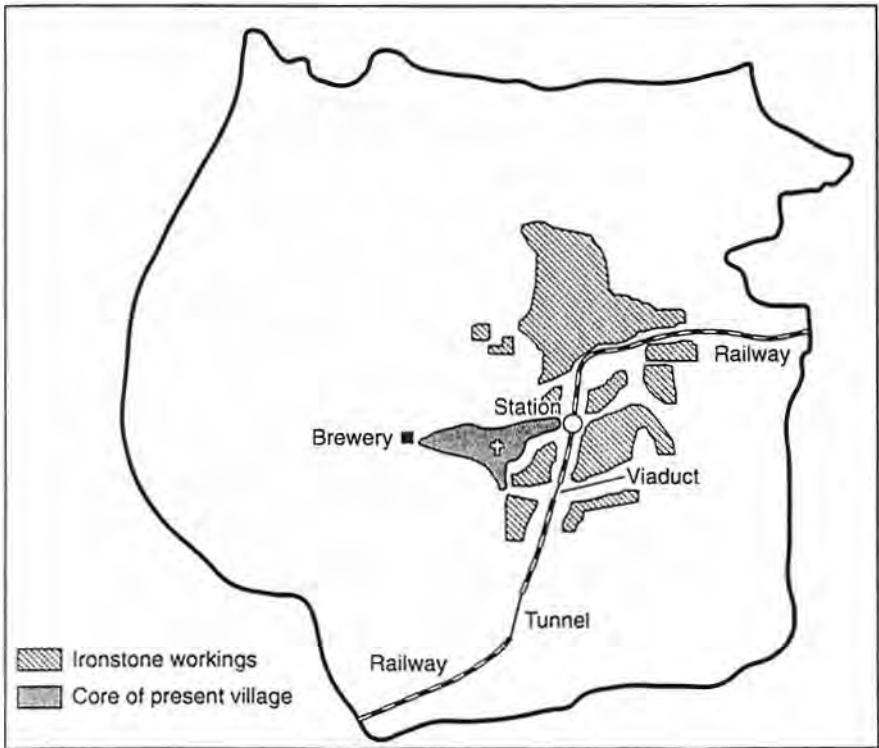 Railway
Station
Brewery
Viaduct
Tunnel
Railway
Ironstone workings
Core of present village